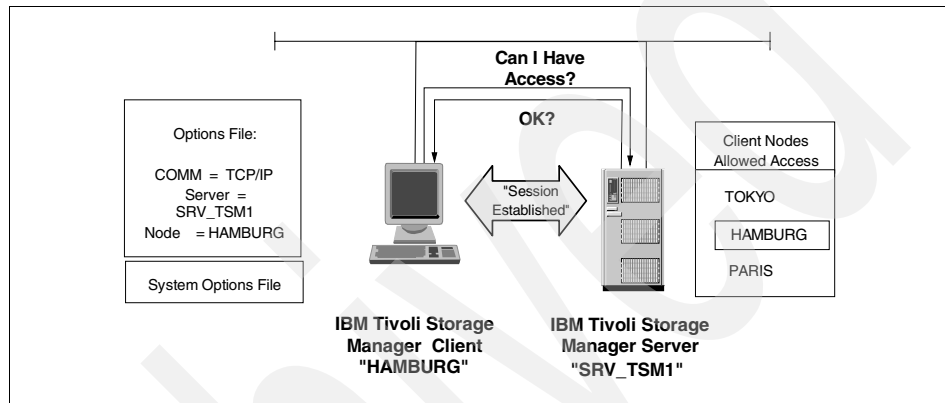 Can I Have
Access?
OK?
Options File:
COMM = TCP/IP
Server =
SRV_TSM1
Node = HAMBURG
System Options File
"Session
Established"
Client Nodes
Allowed Access
TOKYO
HAMBURG
PARIS
IBM Tivoli Storage
Manager Client
"HAMBURG"
IBM Tivoli Storage
Manager Server
"SRV_TSM1"